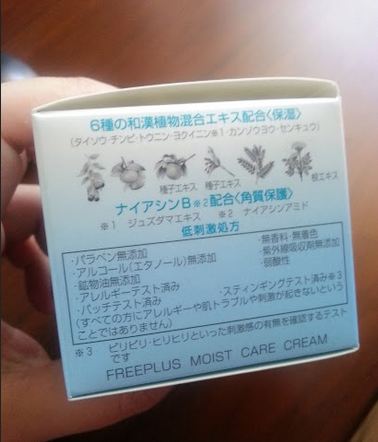 6種の和漢植物混合エキス配合〈保湿〉
(タイソウ・チンピ・トウニン・ヨクイニン※1・カンゾウヨウ・センキュウ)
種子エキス 種子エキス 根エキス
ナイアシンB※2配合〈角質保護〉
※1 ジュズダマエキス ※2 ナイアシンアミド
低刺激処方
・パラベン無添加 ・無香料・無着色
・アルコール(エタノール)無添加 ・紫外線吸収剤無添加
・鉱物油無添加 ・弱酸性
・アレルギーテスト済み
・パッチテスト済み ・スティンギングテスト済み※3
(すべての方にアレルギーや肌トラブルや刺激が起きないという
ことではありません)
※3 ピリピリ・ヒリヒリといった刺激感の有無を確認するテスト
です
FREEPLUS MOIST CARE CREAM